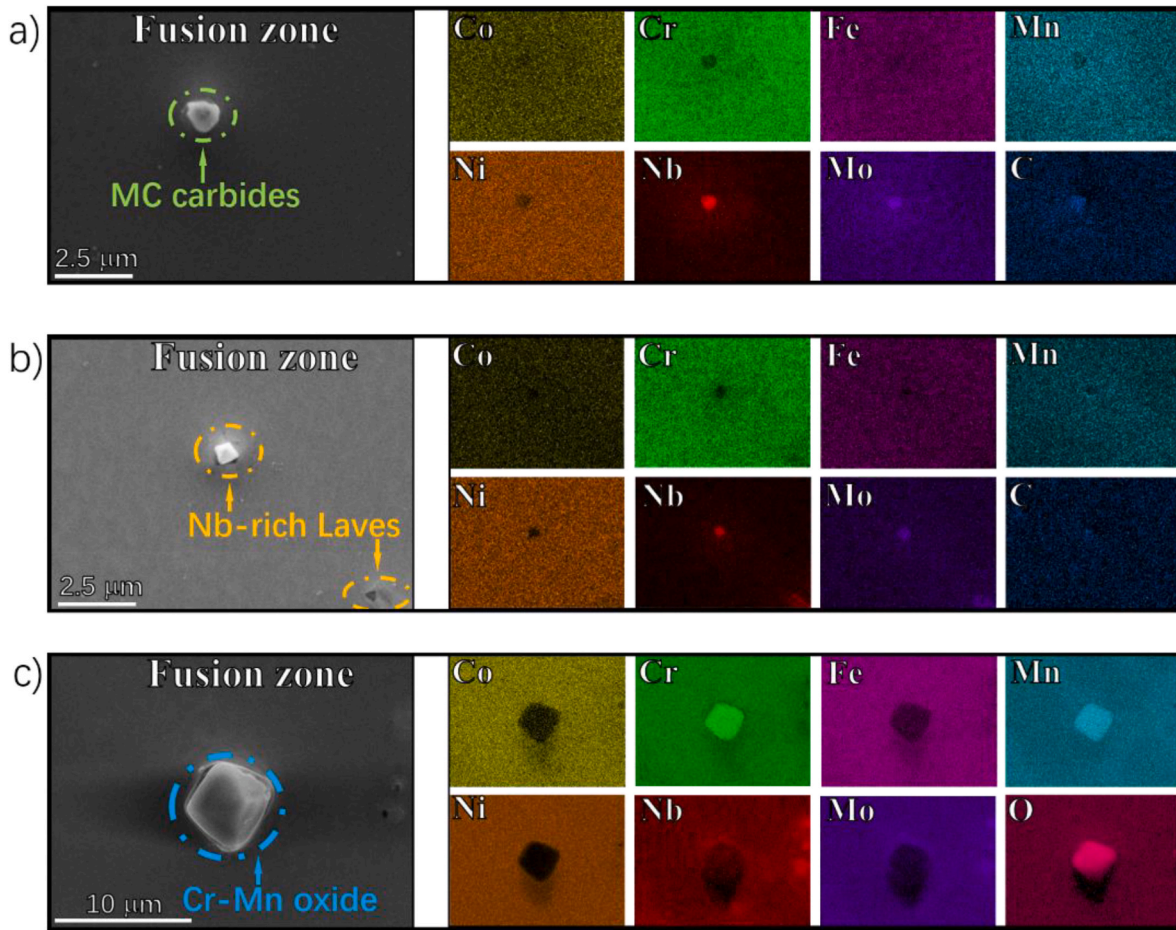 a)
Fusion zone
MC carbides
2.5 μm
Co Cr Fe Mn
Ni Nb Mo C
b)
Fusion zone
Nb-rich Laves
2.5 μm
Co Cr Fe Mn
Ni Nb Mo C
c)
Fusion zone
Cr-Mn oxide
10 μm
Co Cr Fe Mn
Ni Nb Mo O